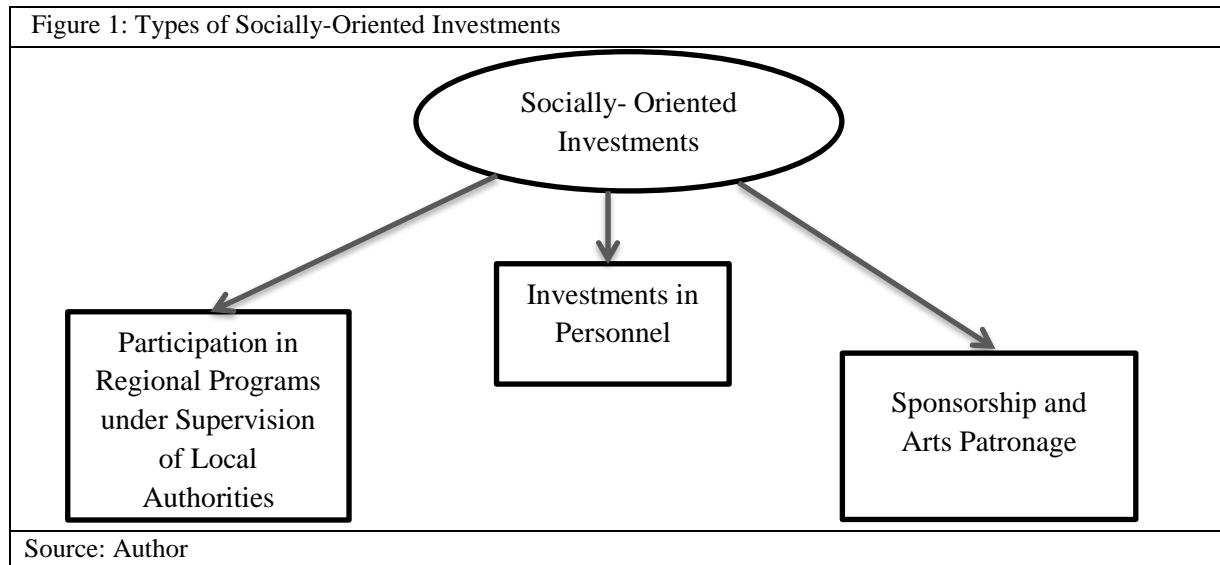 Figure 1: Types of Socially-Oriented Investments
Socially- Oriented
Investments
Participation in
Regional Programs
under Supervision
of Local
Authorities
Investments in
Personnel
Sponsorship and
Arts Patronage
Source: Author